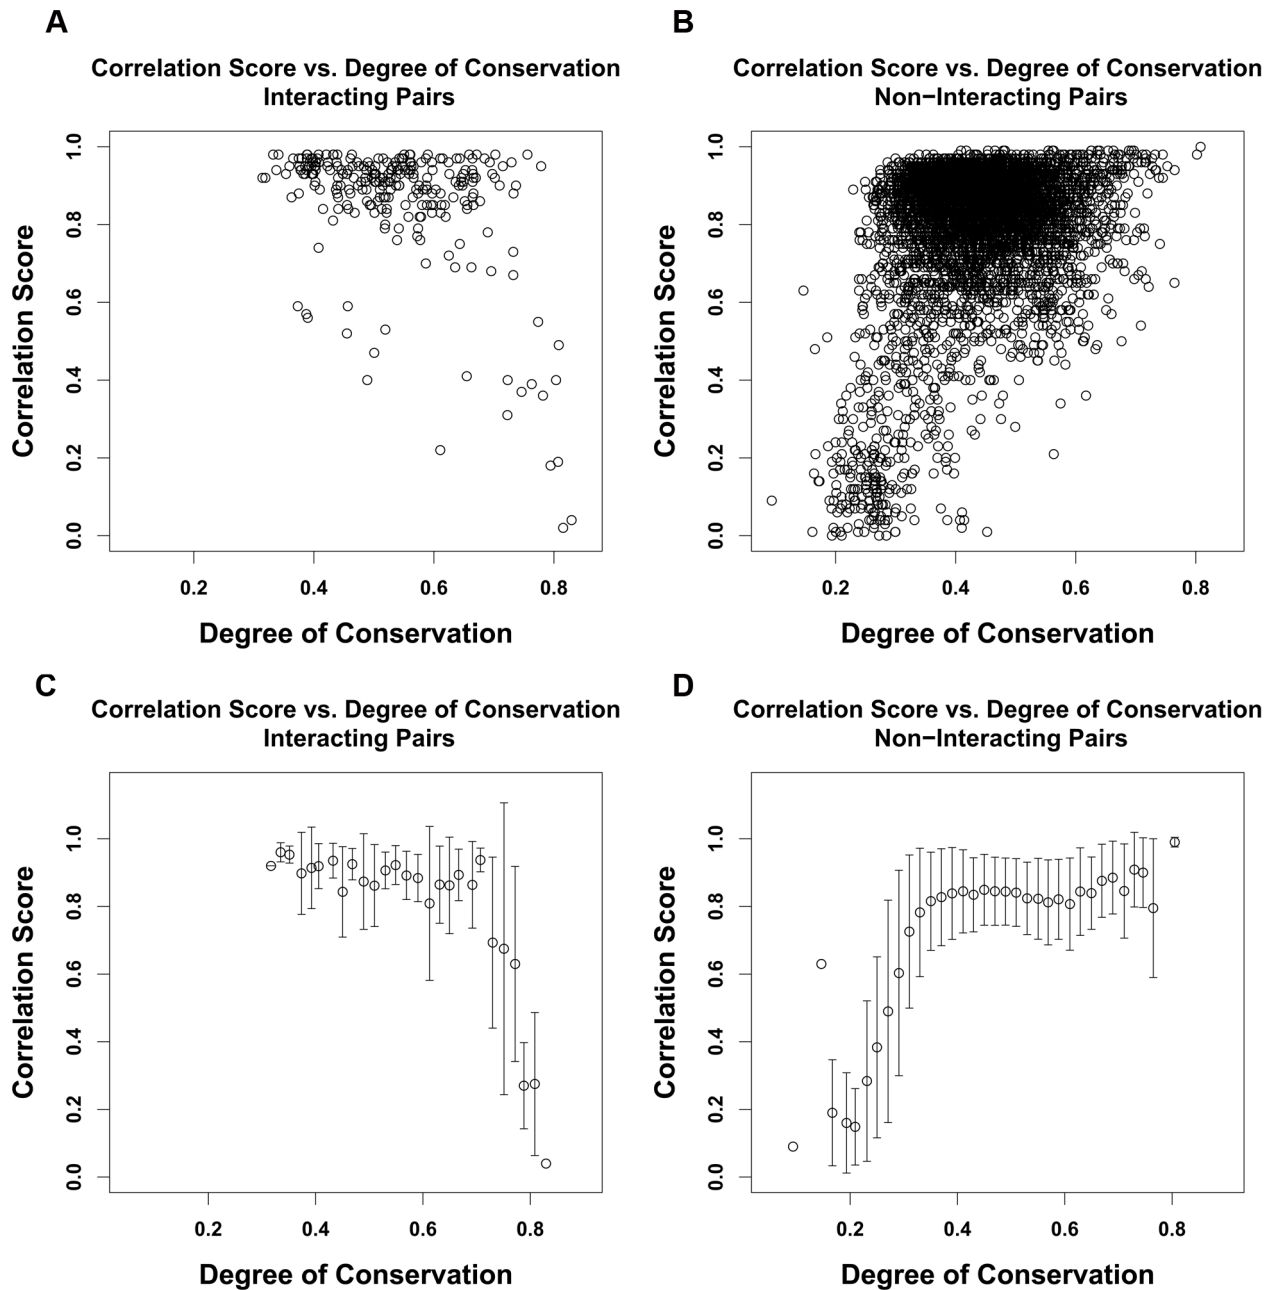 A
Correlation Score vs. Degree of Conservation
Interacting Pairs
1.0
0.8
0.6
0.4
0.2
0.0
Correlation Score
0.2 0.4 0.6 0.8
Degree of Conservation
B
Correlation Score vs. Degree of Conservation
Non−Interacting Pairs
1.0
0.8
0.6
0.4
0.2
0.0
Correlation Score
0.2 0.4 0.6 0.8
Degree of Conservation
C
Correlation Score vs. Degree of Conservation
Interacting Pairs
1.0
0.8
0.6
0.4
0.2
0.0
Correlation Score
0.2 0.4 0.6 0.8
Degree of Conservation
D
Correlation Score vs. Degree of Conservation
Non−Interacting Pairs
1.0
0.8
0.6
0.4
0.2
0.0
Correlation Score
0.2 0.4 0.6 0.8
Degree of Conservation